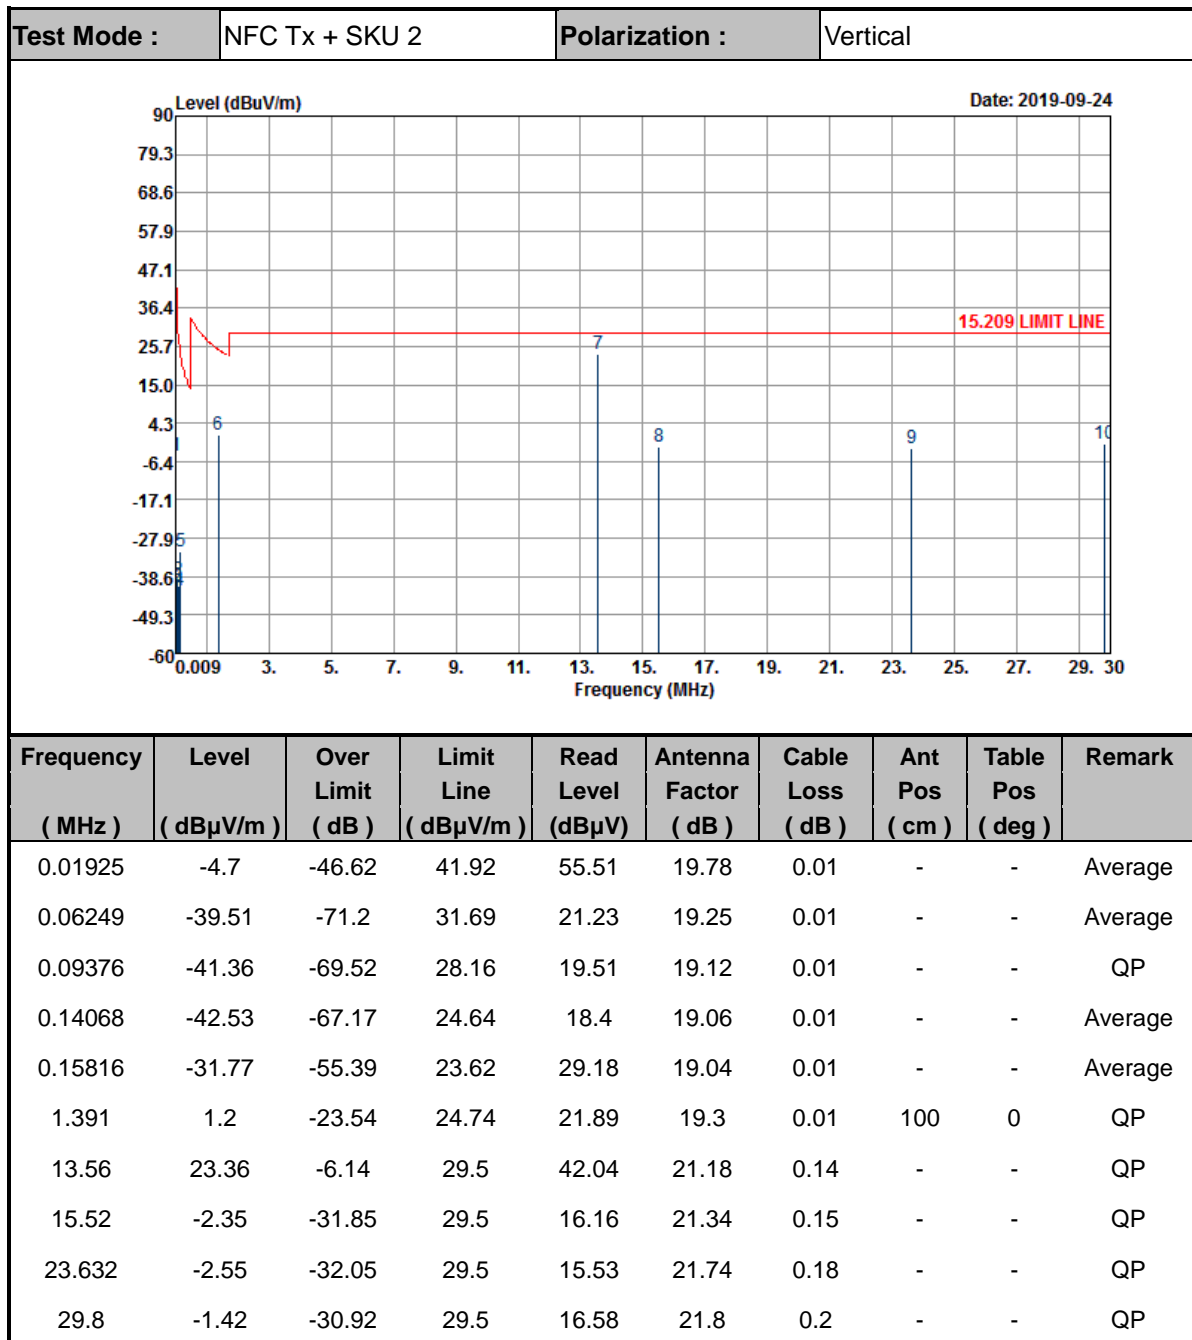 Test Mode : NFC Tx + SKU 2 Polarization : Vertical
Level (dBuV/m) Date: 2019-09-24
90
79.3
68.6
57.9
47.1
36.4
15.209 LIMIT LINE
25.7
7
15.0
4.3
6
8
9
10
-6.4
-17.1
-27.9
5
-38.6
-49.3
-60
0.009 3. 5. 7. 9. 11. 13. 15. 17. 19. 21. 23. 25. 27. 29. 30
Frequency (MHz)
Frequency Level Over Limit Read Antenna Cable Ant Table Remark
Limit Line Level Factor Loss Pos Pos
( MHz ) ( dBµV/m ) ( dB ) ( dBµV/m ) (dBµV) ( dB ) ( dB ) ( cm ) ( deg )
0.01925 -4.7 -46.62 41.92 55.51 19.78 0.01 - - Average
0.06249 -39.51 -71.2 31.69 21.23 19.25 0.01 - - Average
0.09376 -41.36 -69.52 28.16 19.51 19.12 0.01 - - QP
0.14068 -42.53 -67.17 24.64 18.4 19.06 0.01 - - Average
0.15816 -31.77 -55.39 23.62 29.18 19.04 0.01 - - Average
1.391 1.2 -23.54 24.74 21.89 19.3 0.01 100 0 QP
13.56 23.36 -6.14 29.5 42.04 21.18 0.14 - - QP
15.52 -2.35 -31.85 29.5 16.16 21.34 0.15 - - QP
23.632 -2.55 -32.05 29.5 15.53 21.74 0.18 - - QP
29.8 -1.42 -30.92 29.5 16.58 21.8 0.2 - - QP